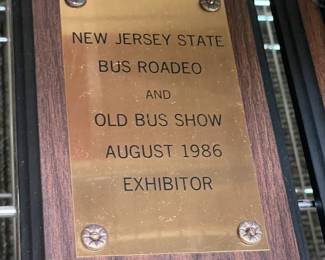 NEW JERSEY STATE
BUS ROADEO
AND
OLD BUS SHOW
AUGUST 1986
EXHIBITOR